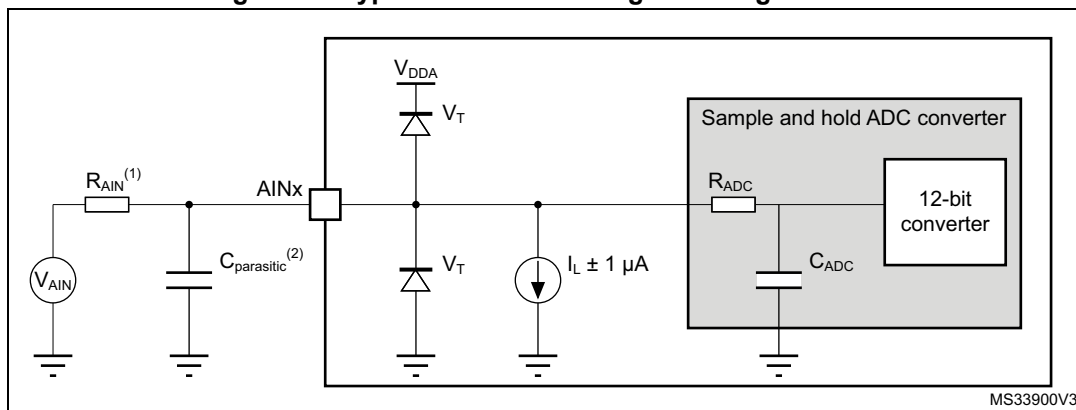 V_DDA
V_T
Sample and hold ADC converter
R_AIN^(1)
AINx
R_ADC
12-bit
converter
C_parasitic^(2)
V_T
I_L ± 1 µA
C_ADC
V_AIN
MS33900V3